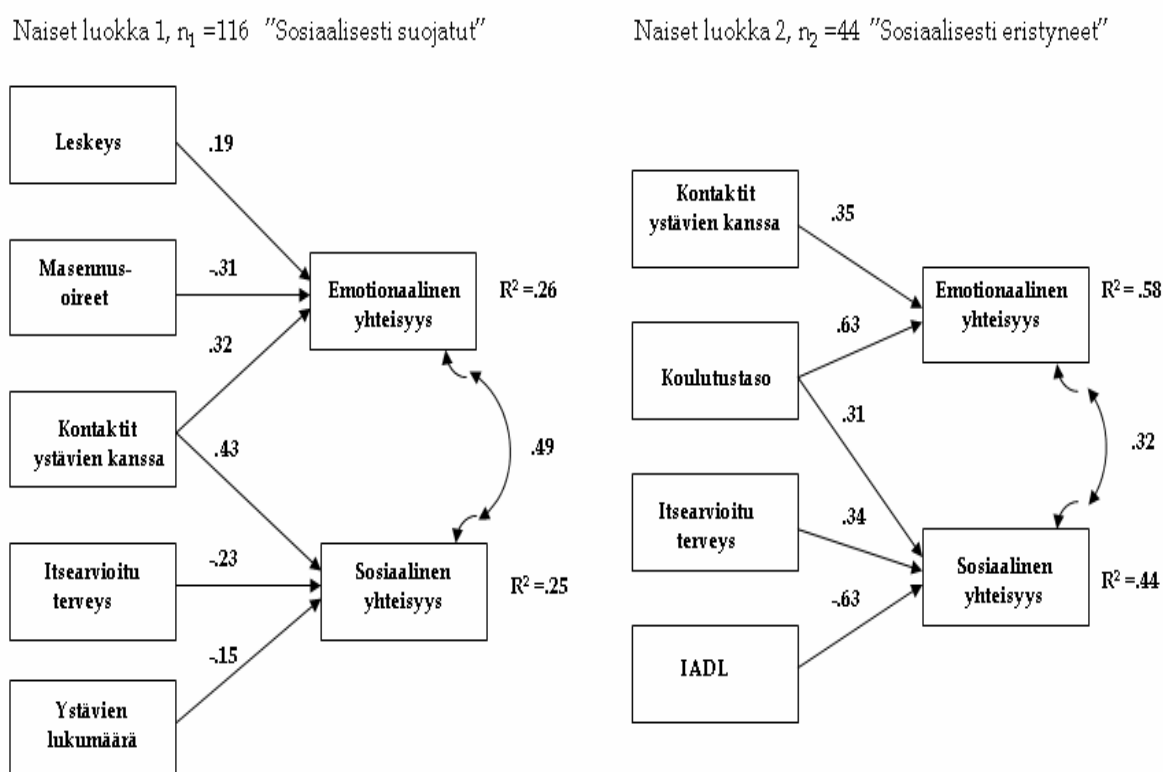 Naiset luokka 1, n1 =116 "Sosiaalisesti suojatut"
Leskeys
.19
Masennus-
oireet
-.31
Emotionaalinen
yhteisyys
R2 =.26
.32
Kontaktit
ystävien kanssa
.43
.49
Itsearvioitu
terveys
-.23
Sosiaalinen
yhteisyys
R2 =.25
-.15
Ystävien
lukumäärä
Naiset luokka 2, n2 =44 "Sosiaalisesti eristyneet"
Kontaktit
ystävien kanssa
.35
Emotionaalinen
yhteisyys
R2 =.58
.63
Koulutustaso
.31
.32
Itsearvioitu
terveys
.34
Sosiaalinen
yhteisyys
R2 =.44
-.63
IADL